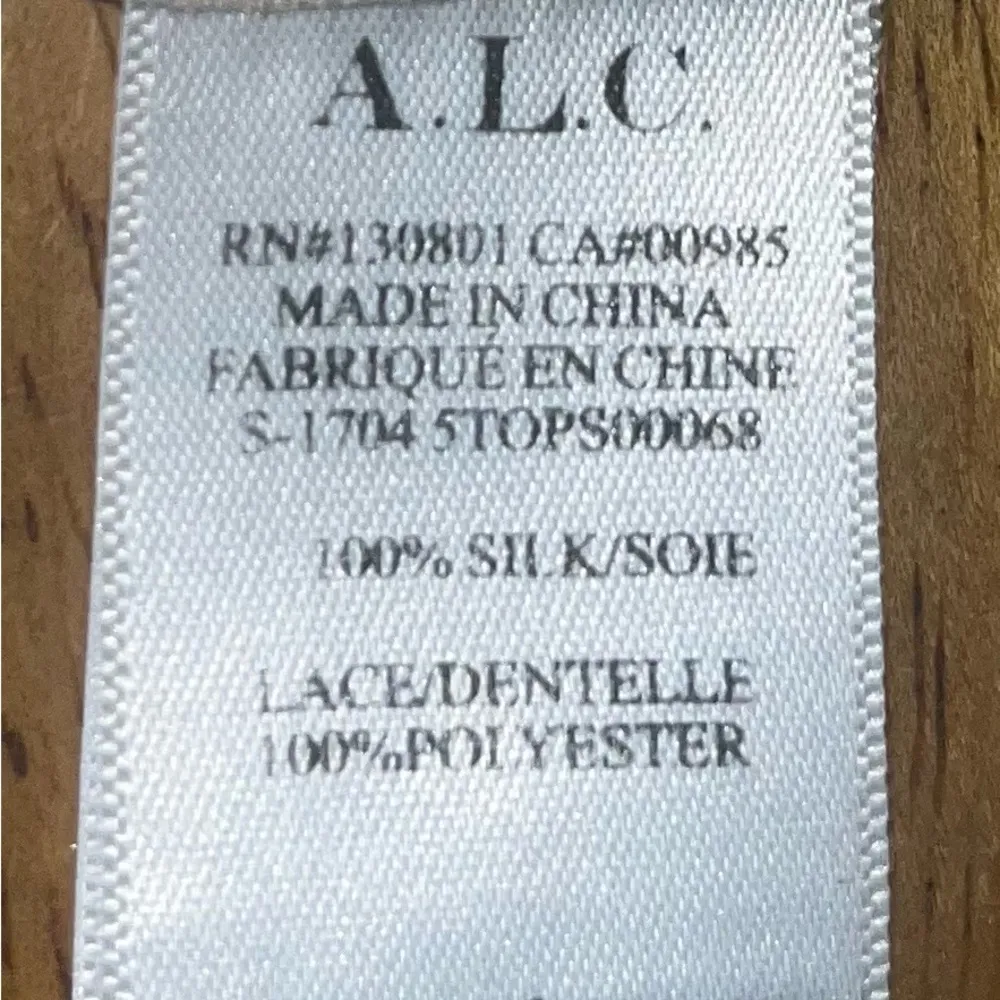 A.L.C.
RN#130801 CA#00985
MADE IN CHINA
FABRIQUÉ EN CHINE
S-1704 5TOPS00068
100% SILK/SOIE
LACE/DENTELLE
100%POLYESTER